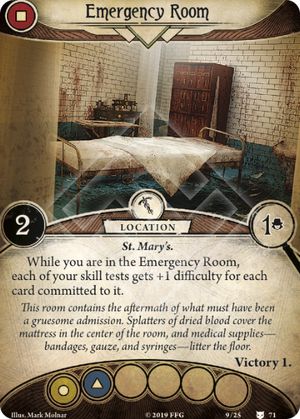 Emergency Room
2
LOCATION
1
St. Mary's.
While you are in the Emergency Room,
each of your skill tests gets +1 difficulty for each
card committed to it.
This room contains the aftermath of what must have been
a gruesome admission. Splatters of dried blood cover the
mattress in the center of the room, and medical supplies—
bandages, gauze, and syringes—litter the floor.
Victory 1.
Illus. Mark Molnar
© 2019 FFG
9/25
71